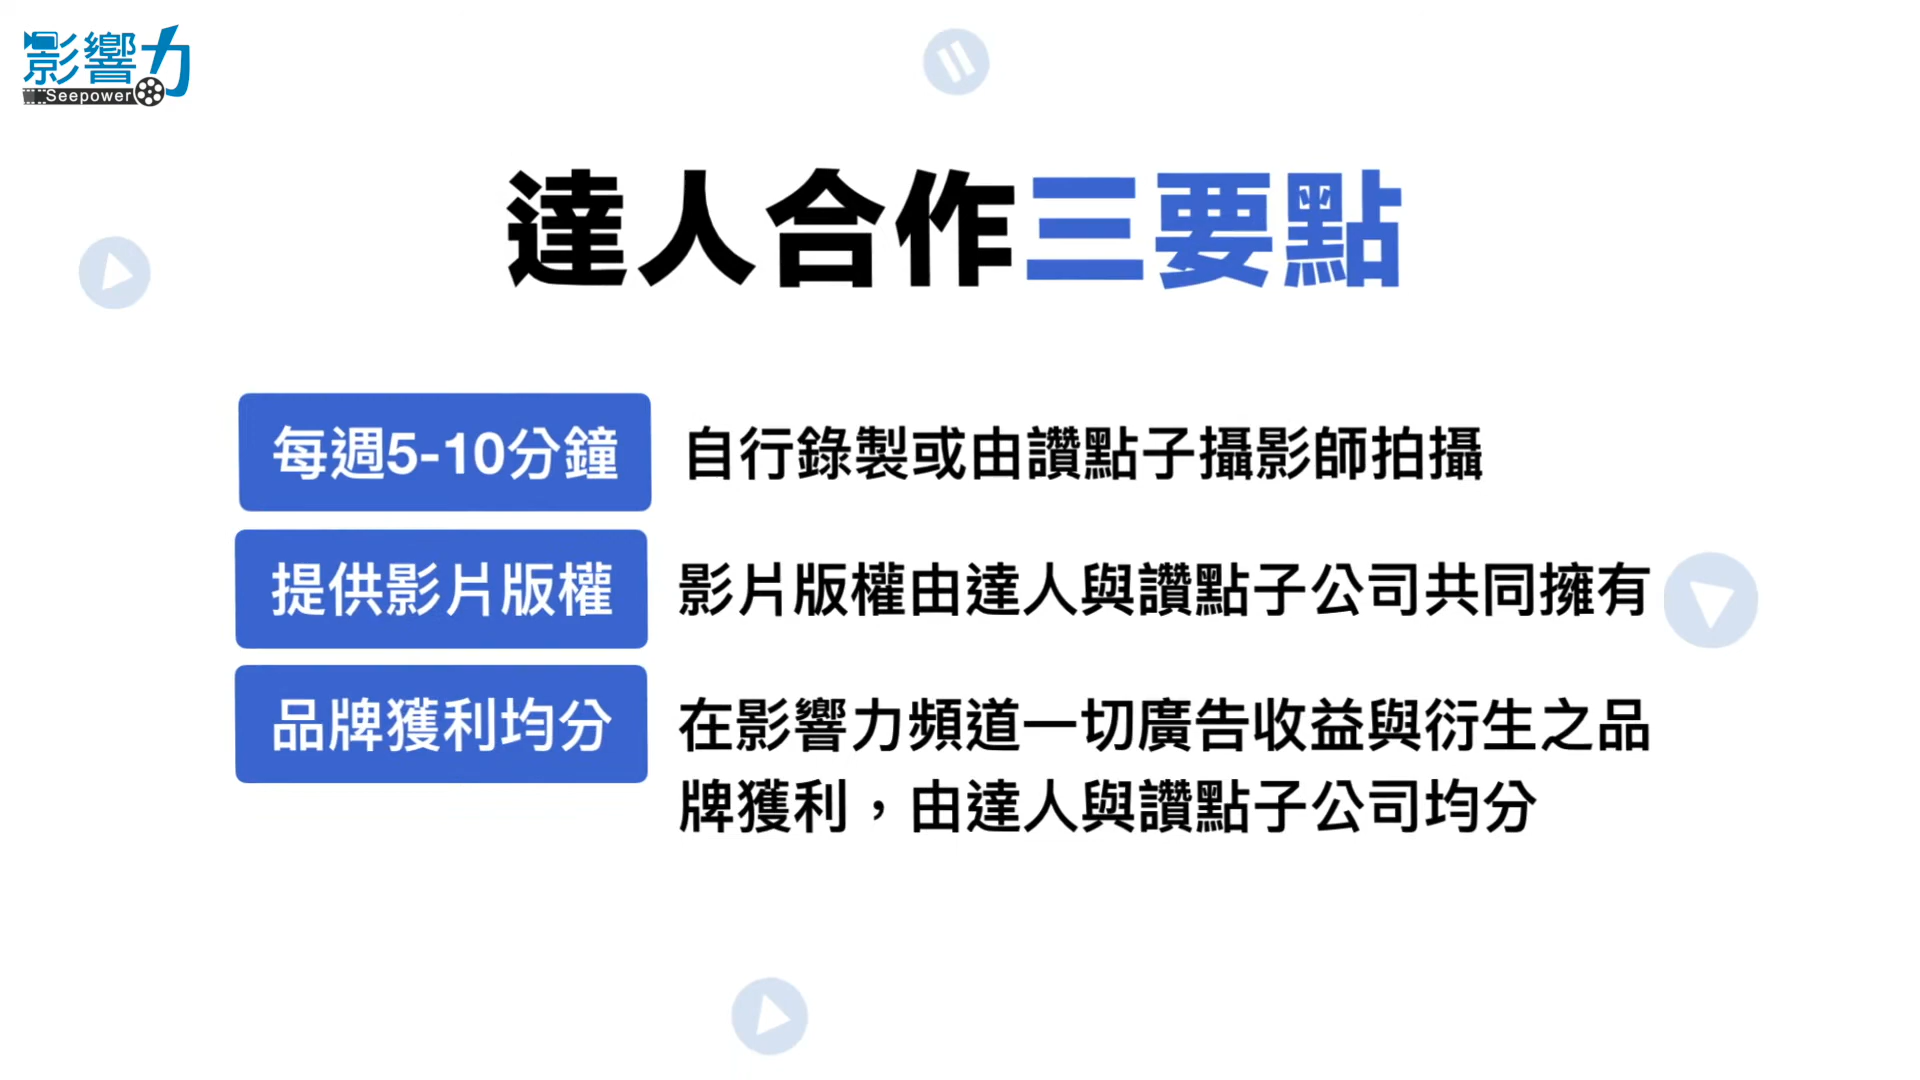 影響力
Seepower
達人合作三要點
每週5-10分鐘
自行錄製或由讚點子攝影師拍攝
提供影片版權
影片版權由達人與讚點子公司共同擁有
品牌獲利均分
在影響力頻道一切廣告收益與衍生之品
牌獲利，由達人與讚點子公司均分